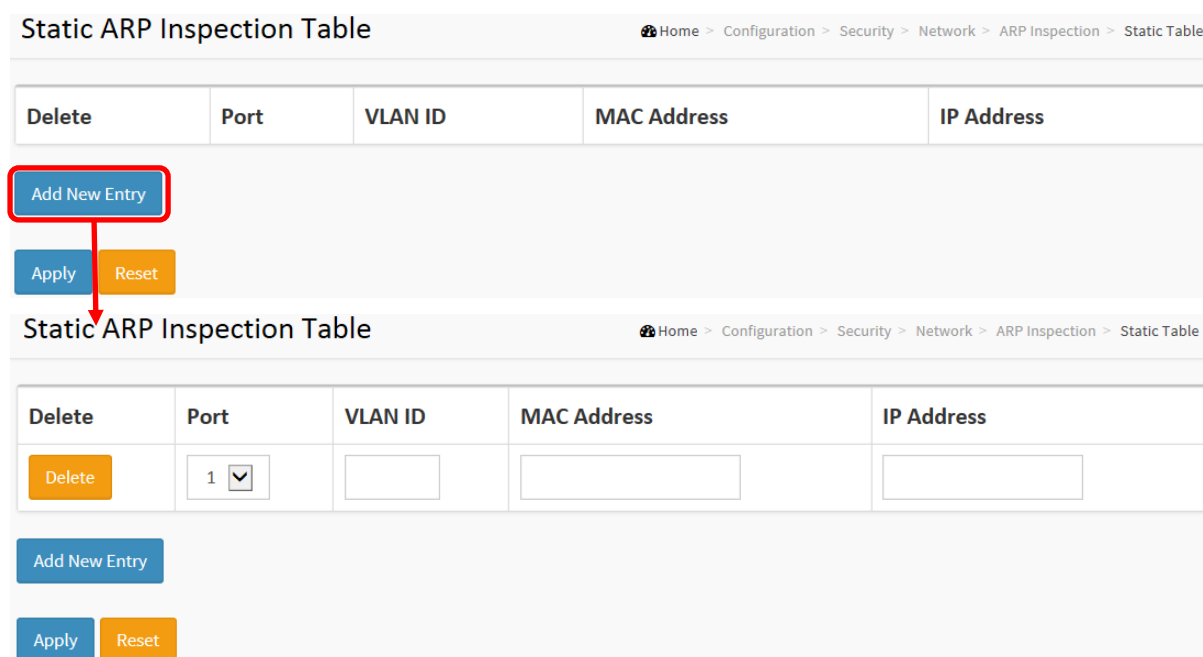 Static ARP Inspection Table
Home > Configuration > Security > Network > ARP Inspection > Static Table
Delete Port VLAN ID MAC Address IP Address
Add New Entry
Apply Reset
Static ARP Inspection Table
Home > Configuration > Security > Network > ARP Inspection > Static Table
Delete Port VLAN ID MAC Address IP Address
Delete 1
Add New Entry
Apply Reset